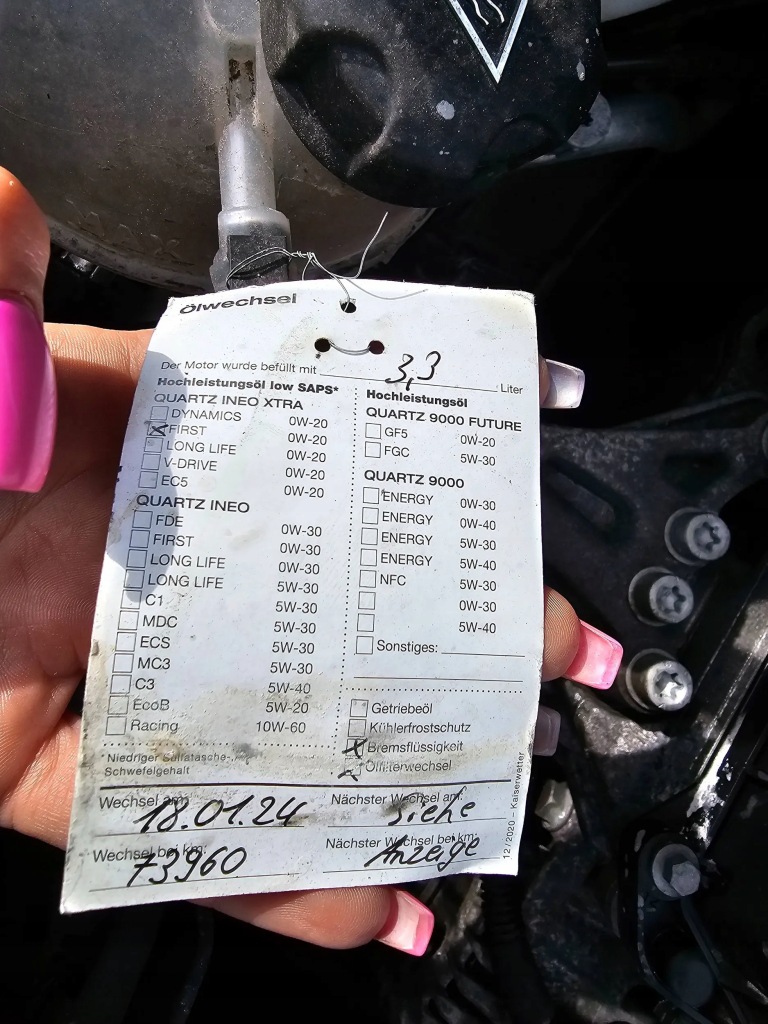 Ölwechsel
Der Motor wurde befüllt mit 3,3 Liter
Hochleistungsöl low SAPS*
QUARTZ INEO XTRA
DYNAMICS 0W-20
FIRST 0W-20
LONG LIFE 0W-20
V-DRIVE 0W-20
EC5 0W-20
QUARTZ INEO
FDE 0W-30
FIRST 0W-30
LONG LIFE 0W-30
LONG LIFE 5W-30
C1 5W-30
MDC 5W-30
ECS 5W-30
MC3 5W-30
C3 5W-40
EcoB 5W-20
Racing 10W-60
* Niedriger Sulfatasche-,
Schwefelgehalt
Hochleistungsöl
QUARTZ 9000 FUTURE
GF5 0W-20
FGC 5W-30
QUARTZ 9000
ENERGY 0W-30
ENERGY 0W-40
ENERGY 5W-30
ENERGY 5W-40
NFC 5W-30
0W-30
5W-40
Sonstiges:
Getriebeöl
Kühlerfrostschutz
Bremsflüssigkeit
Ölfilterwechsel
Wechsel am: 18.01.24
Nächster Wechsel am: Siehe
Wechsel bei km: 73960
Nächster Wechsel bei km: Anzeige
12/2020 – Kaiserwetter